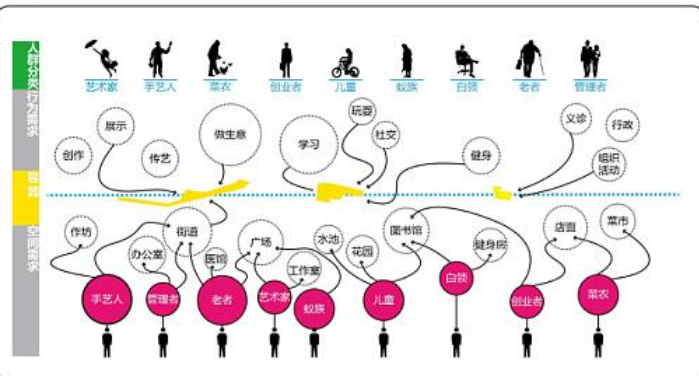 人群分类
行为需求
容器
空间需求
艺术家
手艺人
菜农
创业者
儿童
蚁族
白领
老者
管理者
创作
展示
传艺
做生意
学习
玩耍
社交
健身
义诊
行政
组织
活动
作坊
办公室
街道
医馆
广场
工作室
水池
花园
图书馆
健身房
店面
菜市
手艺人
管理者
老者
艺术家
蚁族
儿童
白领
创业者
菜农